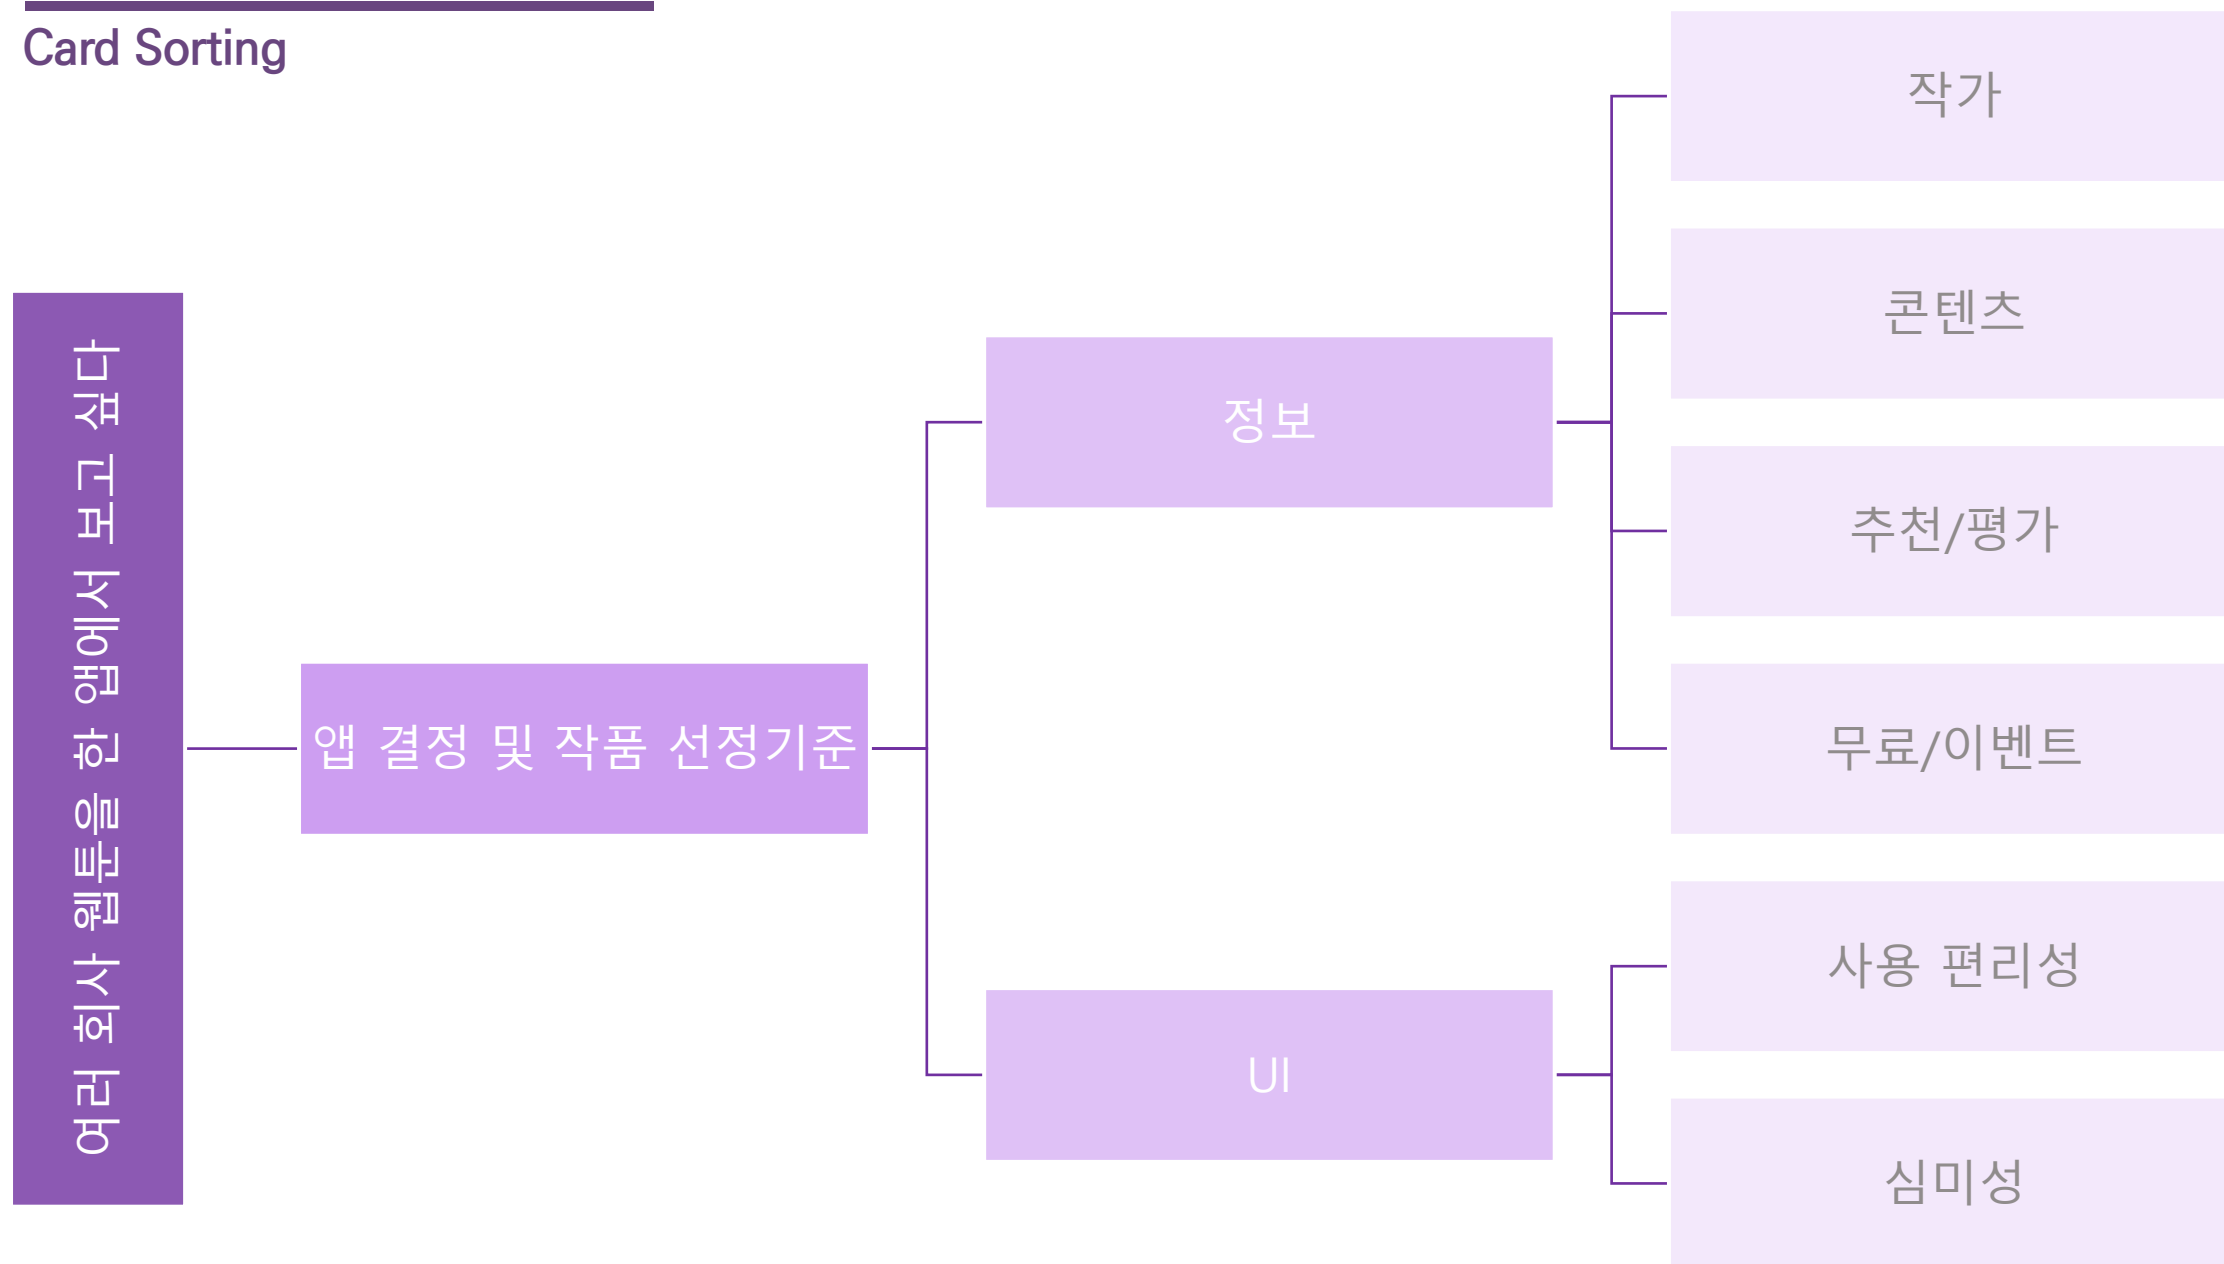 Card Sorting
여러 회사 웹툰을 한 앱에서 보고 싶다
앱 결정 및 작품 선정기준
정보
작가
콘텐츠
추천/평가
무료/이벤트
UI
사용 편리성
심미성